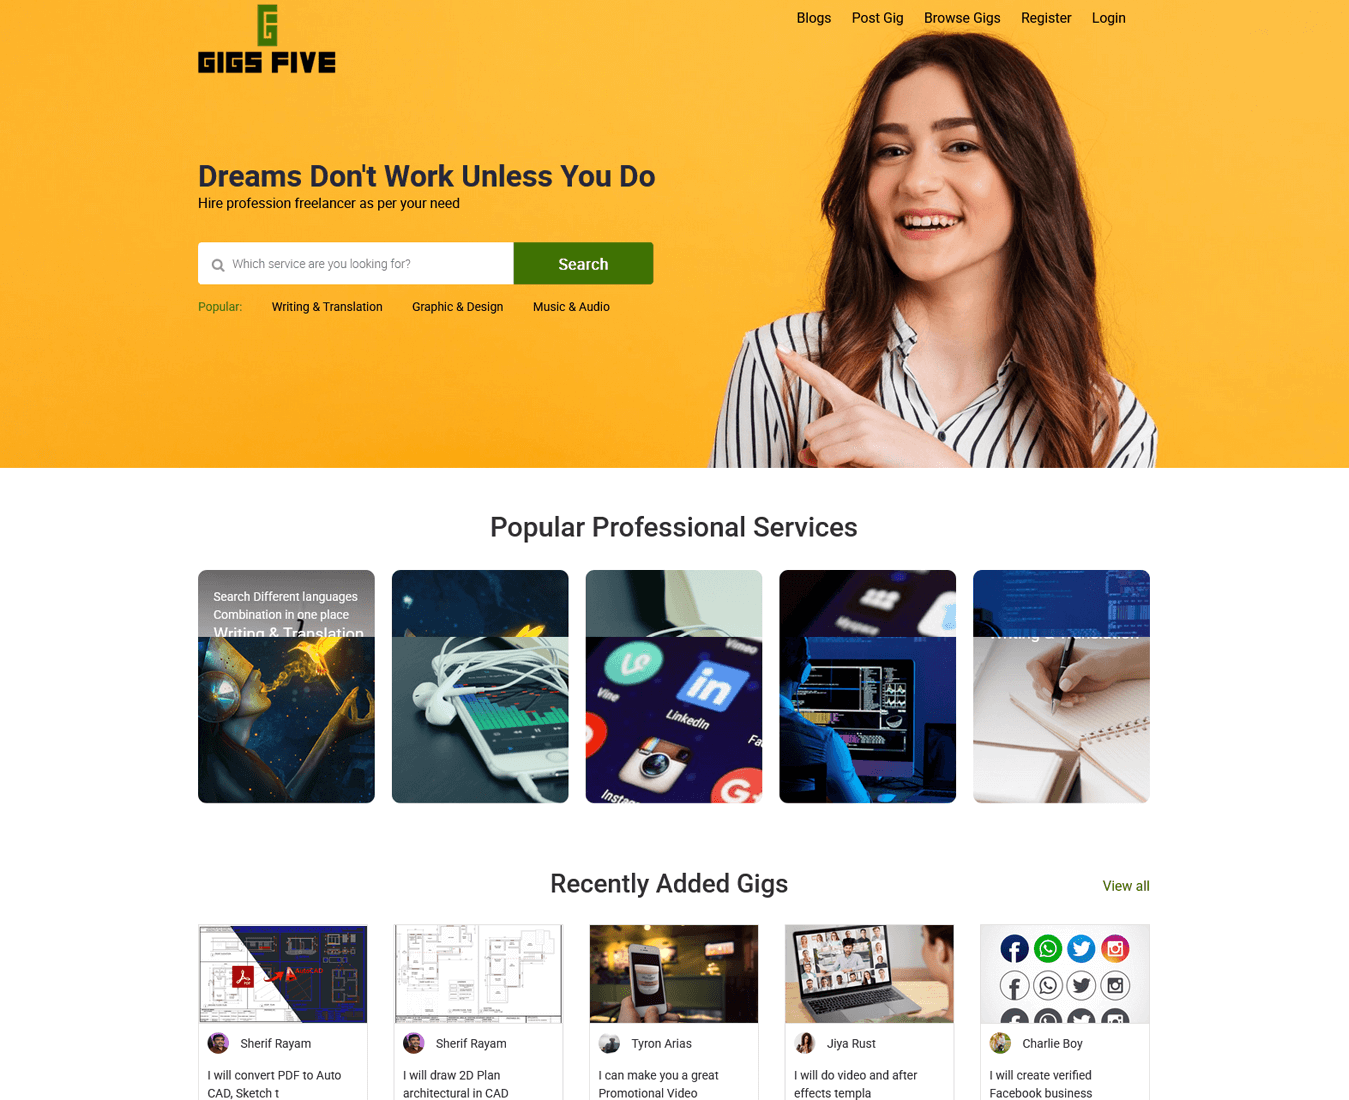 GIGS FIVE
Blogs Post Gig Browse Gigs Register Login
Dreams Don't Work Unless You Do
Hire profession freelancer as per your need
Which service are you looking for?
Search
Popular: Writing & Translation Graphic & Design Music & Audio
Popular Professional Services
Search Different languages
Combination in one place
Writing & Translation
Myspace
Vimeo
Vine
LinkedIn
Recently Added Gigs
View all
PDF
Sherif Rayam
I will convert PDF to Auto
CAD, Sketch t
Sherif Rayam
I will draw 2D Plan
architectural in CAD
Tyron Arias
I can make you a great
Promotional Video
Jiya Rust
I will do video and after
effects templa
Charlie Boy
I will create verified
Facebook business